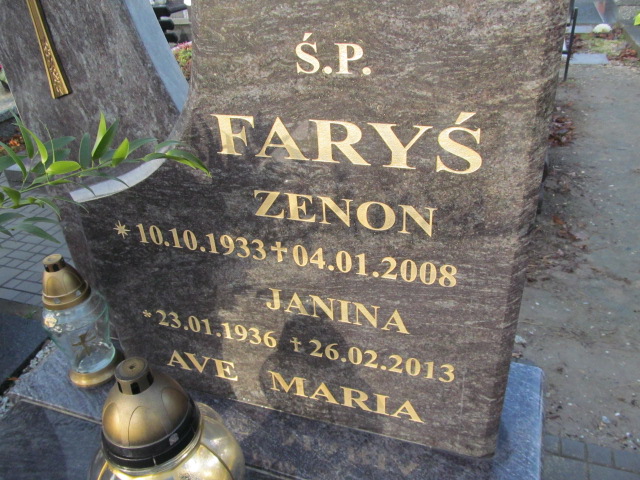 Ś.P.
FARYŚ
ZENON
* 10.10.1933 ✝ 04.01.2008
JANINA
* 23.01.1936 ✝ 26.02.2013
AVE MARIA